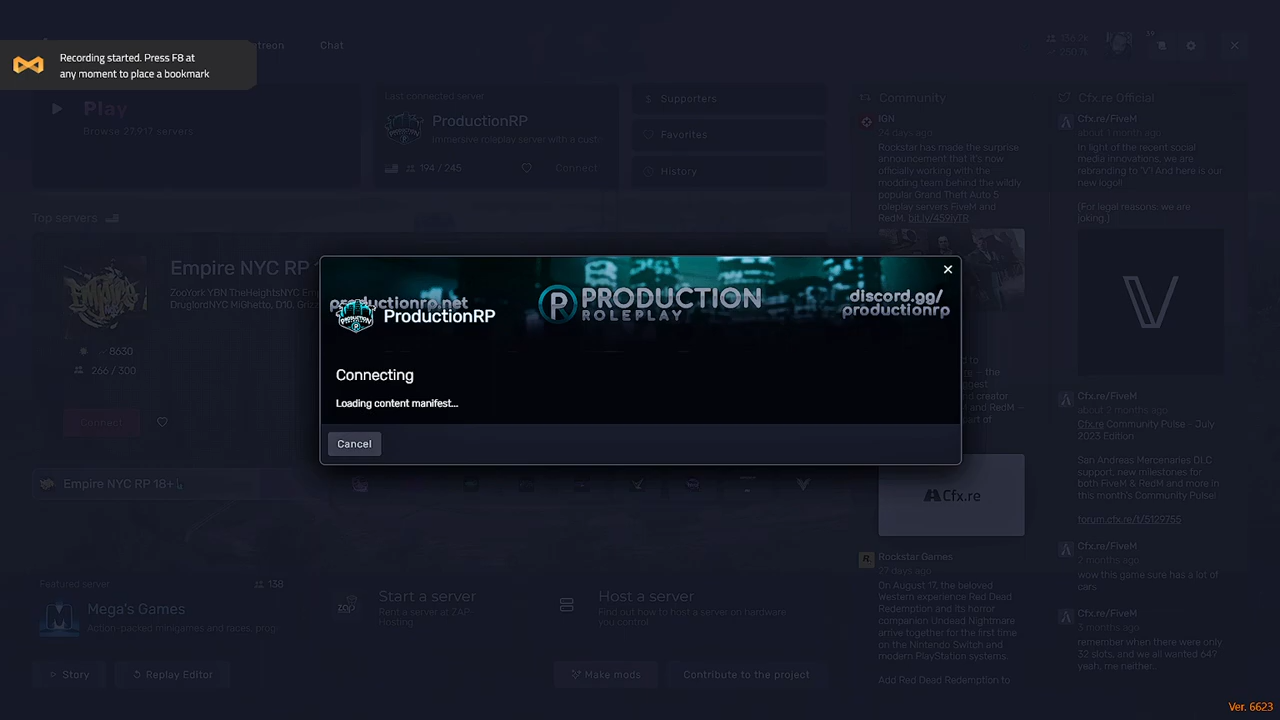 Recording started. Press F8 at
any moment to place a bookmark
Chat
Play
Browse 27,917 servers
Last connected server
ProductionRP
Immersive roleplay server with a cust
194 / 245
Connect
Supporters
Favorites
History
Community
IGN
24 days ago
Rockstar has made the surprise
announcement that it's now
officially working with the
modding team behind the wildly
popular Grand Theft Auto 5
roleplay servers FiveM and
RedM. bit.ly/459iyTR
Cfx.re Official
Cfx.re/FiveM
about 1 month ago
In light of the recent social
media innovations, we are
rebranding to 'V'! And here is our
new logo!!
(For legal reasons: we are
joking.)
Top servers
Empire NYC RP
8630
266 / 300
Connect
Empire NYC RP 18+
productionrp.net
ProductionRP
PRODUCTION
ROLEPLAY
discord.gg/
productionrp
Connecting
Loading content manifest...
Cancel
and creator
and RedM –
art of
Cfx.re
Cfx.re/FiveM
about 2 months ago
Cfx.re Community Pulse - July
2023 Edition
San Andreas Mercenaries DLC
support, new milestones for
both FiveM & RedM and more in
this month's Community Pulse!
forum.cfx.re/t/5129755
Cfx.re/FiveM
2 months ago
wow this game sure has a lot of
cars
Cfx.re/FiveM
3 months ago
remember when there were only
32 slots, and we all wanted 64?
yeah, me neither..
Rockstar Games
27 days ago
On August 17, the beloved
Western experience Red Dead
Redemption and its horror
companion Undead Nightmare
arrive together for the first time
on the Nintendo Switch and
modern PlayStation systems.
Add Red Dead Redemption to
Featured server
138
Mega's Games
Action-packed minigames and races, prog
ZAP
Start a server
Rent a server at ZAP-
Hosting.
Host a server
Find out how to host a server on hardware
you control.
Story
Replay Editor
Make mods
Contribute to the project
Ver. 6623